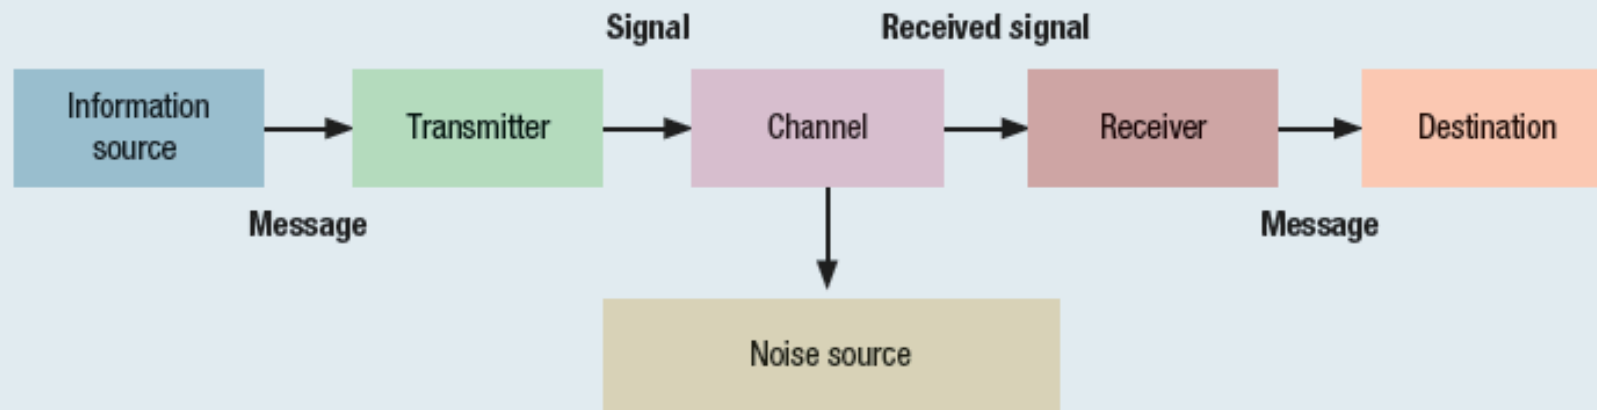 Signal
Received signal
Information
source
Transmitter
Channel
Receiver
Destination
Message
Message
Noise source